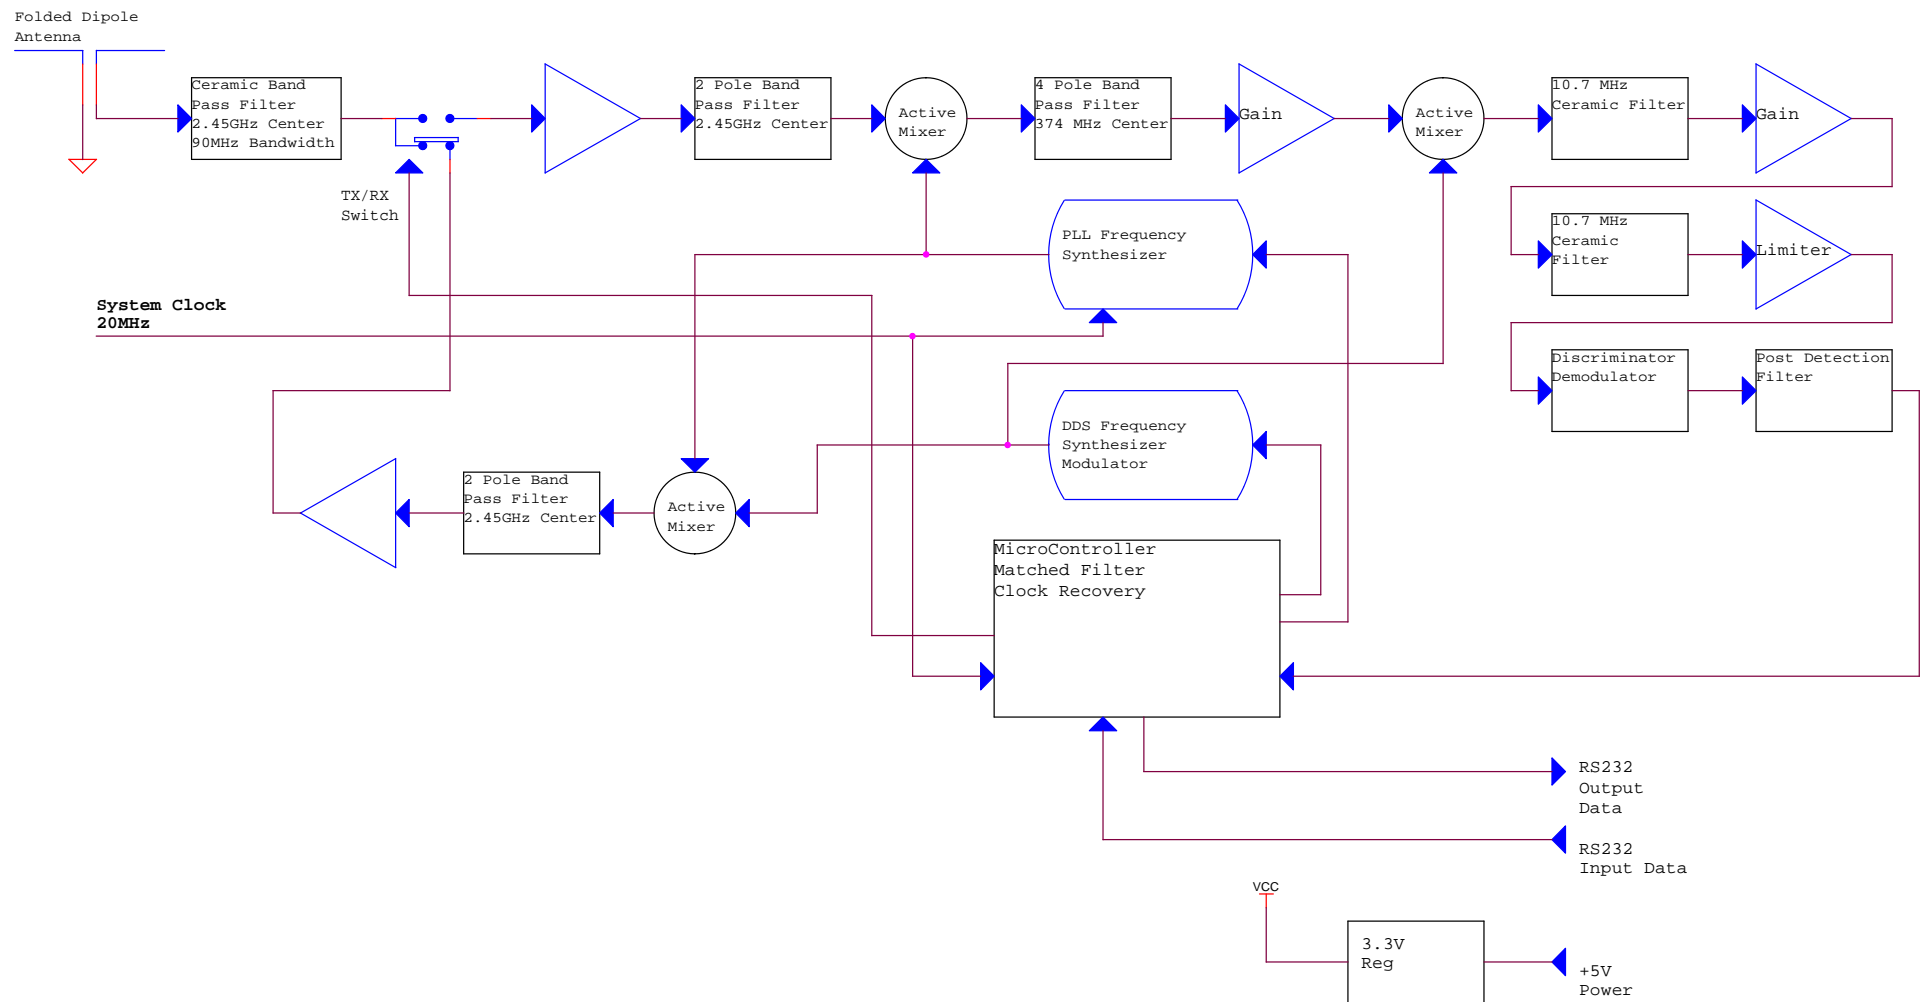 Folded Dipole
Antenna
Ceramic Band
Pass Filter
2.45GHz Center
90MHz Bandwidth
TX/RX
Switch
2 Pole Band
Pass Filter
2.45GHz Center
Active
Mixer
4 Pole Band
Pass Filter
374 MHz Center
Gain
Active
Mixer
10.7 MHz
Ceramic Filter
Gain
PLL Frequency
Synthesizer
10.7 MHz
Ceramic
Filter
Limiter
System Clock
20MHz
Discriminator
Demodulator
Post Detection
Filter
DDS Frequency
Synthesizer
Modulator
2 Pole Band
Pass Filter
2.45GHz Center
Active
Mixer
MicroController
Matched Filter
Clock Recovery
RS232
Output
Data
RS232
Input Data
VCC
3.3V
Reg
+5V
Power